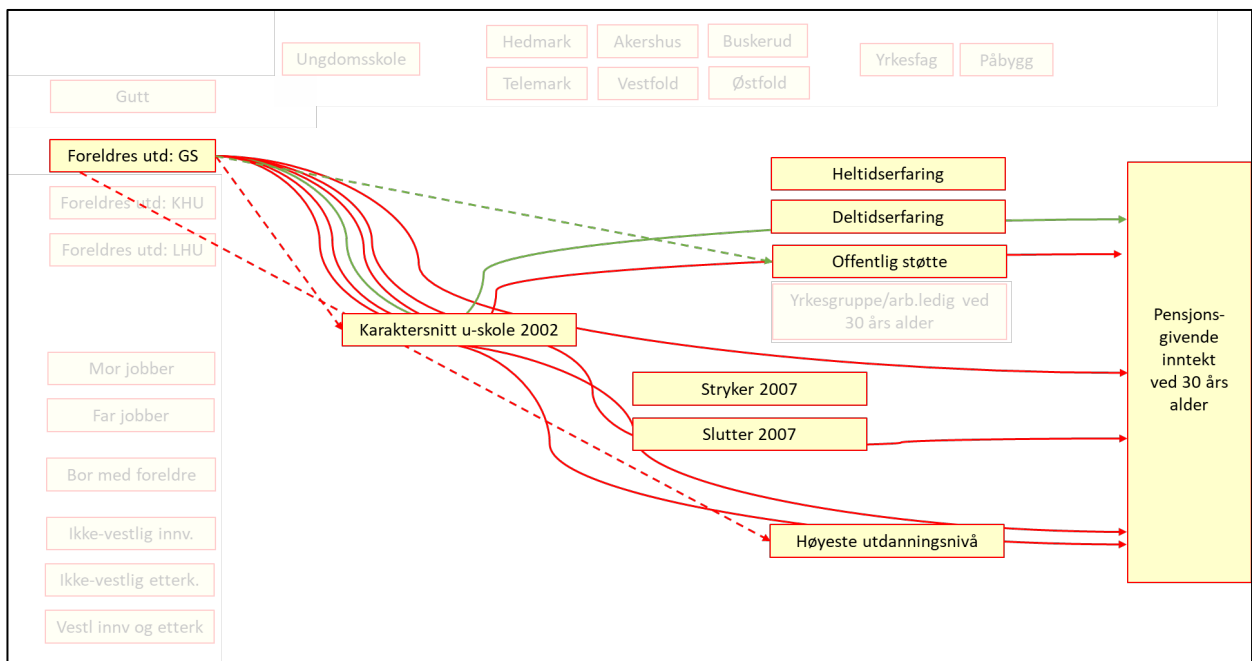 Hedmark
Akershus
Buskerud
Ungdomsskole
Yrkesfag
Påbygg
Telemark
Vestfold
Østfold
Gutt
Foreldres utd: GS
Foreldres utd: KHU
Foreldres utd: LHU
Heltidserfaring
Deltidserfaring
Offentlig støtte
Yrkesgruppe/arb.ledig ved
30 års alder
Karaktersnitt u-skole 2002
Pensjons-
givende
inntekt
ved 30 års
alder
Mor jobber
Far jobber
Stryker 2007
Slutter 2007
Bor med foreldre
Ikke-vestlig innv.
Høyeste utdanningsnivå
Ikke-vestlig etterk.
Vestl innv og etterk